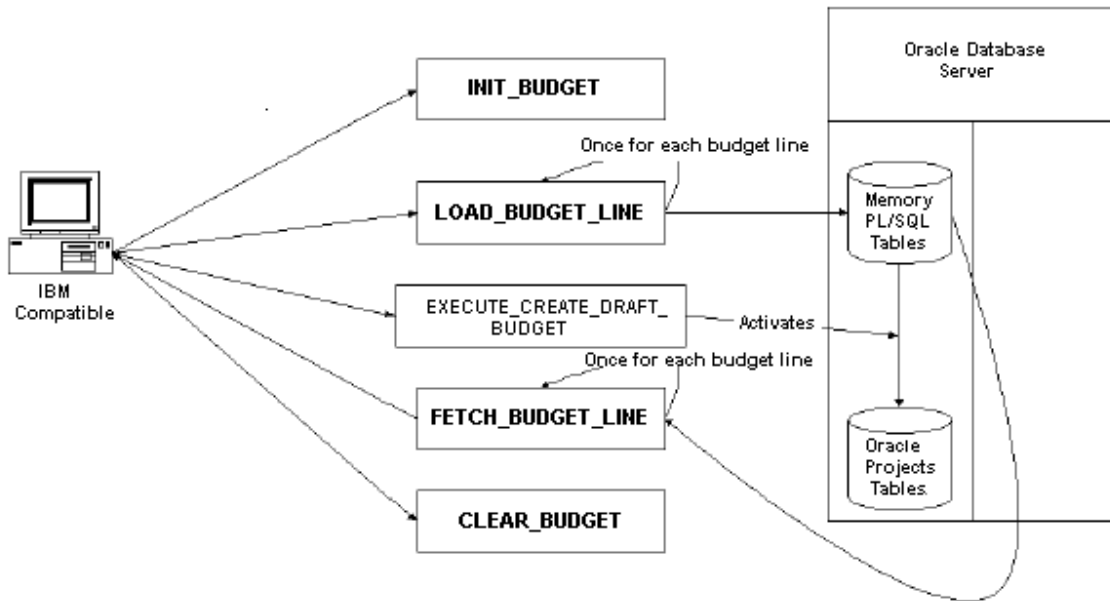 Oracle Database
Server
INIT_BUDGET
Once for each budget line
LOAD_BUDGET_LINE
Memory
PL/SQL
Tables
IBM
Compatible
EXECUTE_CREATE_DRAFT_
BUDGET
Activates
Once for each budget line
FETCH_BUDGET_LINE
Oracle
Projects
Tables
CLEAR_BUDGET